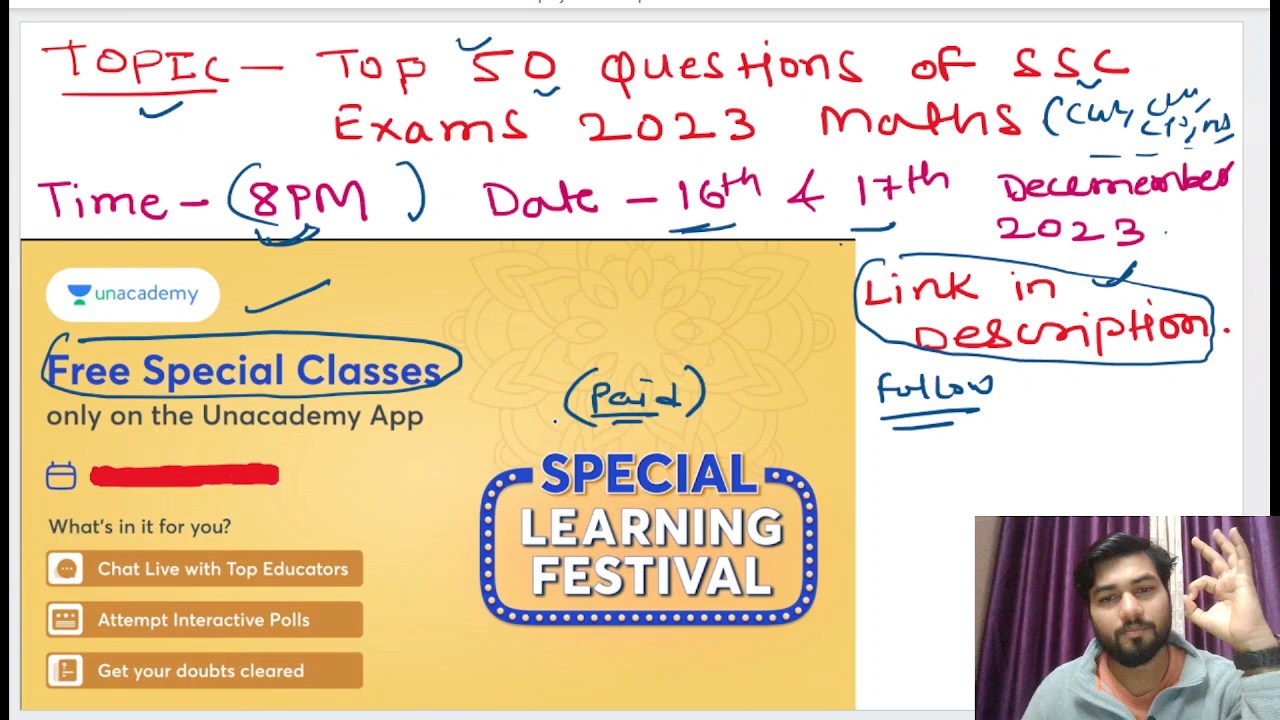 TOPIC – Top 50 Questions of SSC
Exams 2023 Maths
Time – (8PM) Date – 16th & 17th Decemember
2023
unacademy
Link in
Description.
Free Special Classes
only on the Unacademy App
(Paid)
Follow
SPECIAL
LEARNING
FESTIVAL
What's in it for you?
Chat Live with Top Educators
Attempt Interactive Polls
Get your doubts cleared